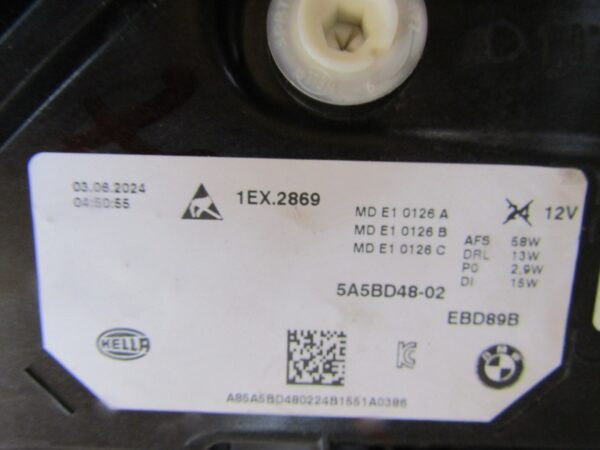 03.06.2024
04:50:55
1EX.2869
MD E1 0126 A
MD E1 0126 B
MD E1 0126 C
24 12V
AFS 58W
DRL 13W
PO 2,9W
DI 15W
5A5BD48-02
EBD89B
HELLA
BMW
A85A5BD480224B1551A0386